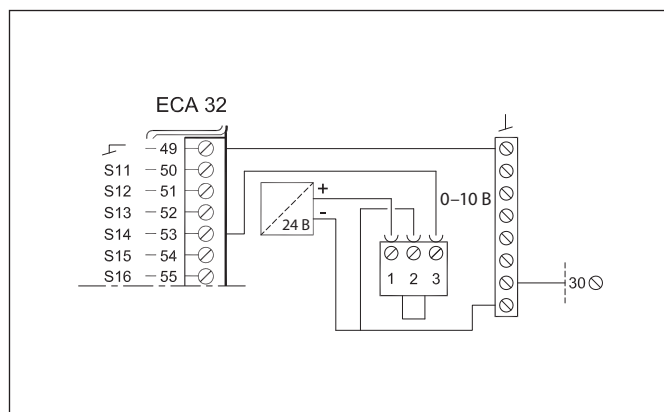 ECA 32
49
S11 50
S12 51
S13 52
S14 53
S15 54
S16 55
+
-
24 В
0–10 В
1 2 3
30